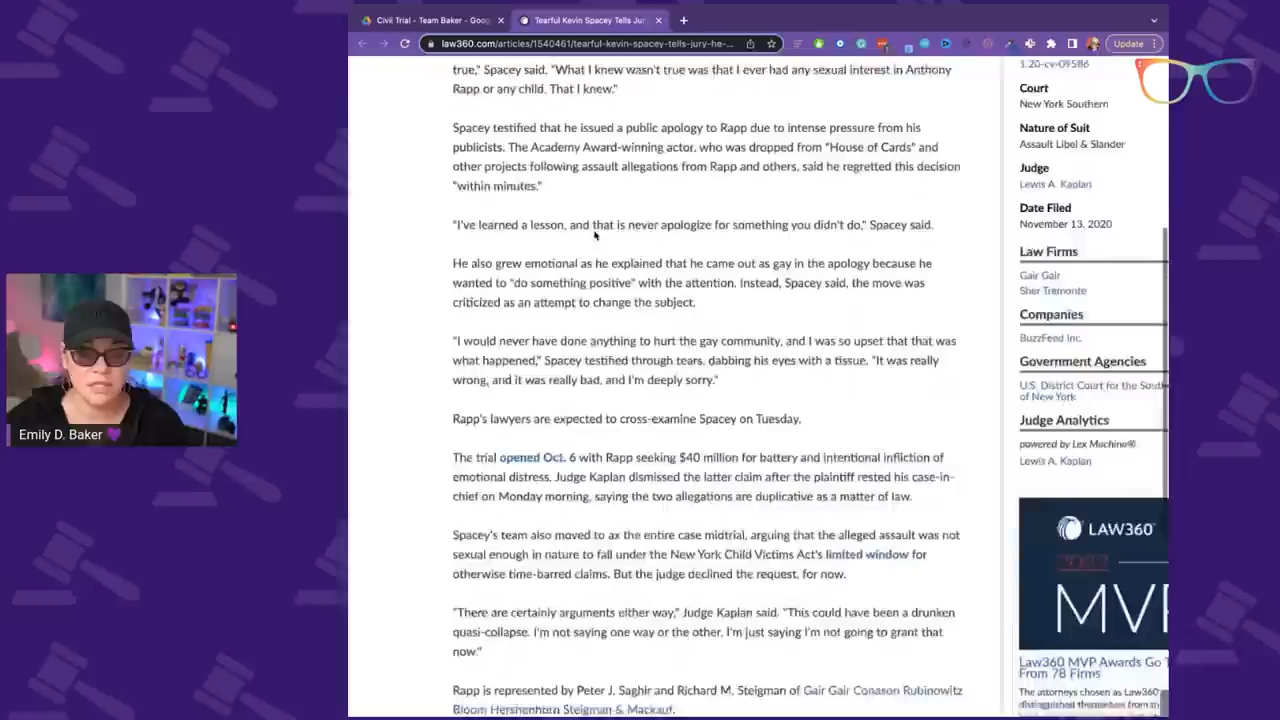 Civil Trial - Team Baker - Goog
Tearful Kevin Spacey Tells Jury
law360.com/articles/1540461/tearful-kevin-spacey-tells-jury-he-...
Update
true," Spacey said. "What I knew wasn't true was that I ever had any sexual interest in Anthony
Rapp or any child. That I knew."
Spacey testified that he issued a public apology to Rapp due to intense pressure from his
publicists. The Academy Award-winning actor, who was dropped from "House of Cards" and
other projects following assault allegations from Rapp and others, said he regretted this decision
"within minutes."
"I've learned a lesson, and that is never apologize for something you didn't do," Spacey said.
He also grew emotional as he explained that he came out as gay in the apology because he
wanted to "do something positive" with the attention. Instead, Spacey said, the move was
criticized as an attempt to change the subject.
"I would never have done anything to hurt the gay community, and I was so upset that that was
what happened," Spacey testified through tears, dabbing his eyes with a tissue. "It was really
wrong, and it was really bad, and I'm deeply sorry."
Rapp's lawyers are expected to cross-examine Spacey on Tuesday.
The trial opened Oct. 6 with Rapp seeking $40 million for battery and intentional infliction of
emotional distress. Judge Kaplan dismissed the latter claim after the plaintiff rested his case-in-
chief on Monday morning, saying the two allegations are duplicative as a matter of law.
Spacey's team also moved to ax the entire case midtrial, arguing that the alleged assault was not
sexual enough in nature to fall under the New York Child Victims Act's limited window for
otherwise time-barred claims. But the judge declined the request, for now.
"There are certainly arguments either way," Judge Kaplan said. "This could have been a drunken
quasi-collapse. I'm not saying one way or the other, I'm just saying I'm not going to grant that
now."
Rapp is represented by Peter J. Saghir and Richard M. Steigman of Gair Gair Conason Rubinowitz
Bloom Hershenhorn Steigman & Mackauf.
1:20-cv-09586
Court
New York Southern
Nature of Suit
Assault Libel & Slander
Judge
Lewis A. Kaplan
Date Filed
November 13, 2020
Law Firms
Gair Gair
Sher Tremonte
Companies
BuzzFeed Inc.
Government Agencies
U.S. District Court for the South
of New York
Judge Analytics
powered by Lex Machina®
Lewis A. Kaplan
LAW360
MVP
Law360 MVP Awards Go T
From 78 Firms
The attorneys chosen as Law360'
distinguished themselves from th
Emily D. Baker